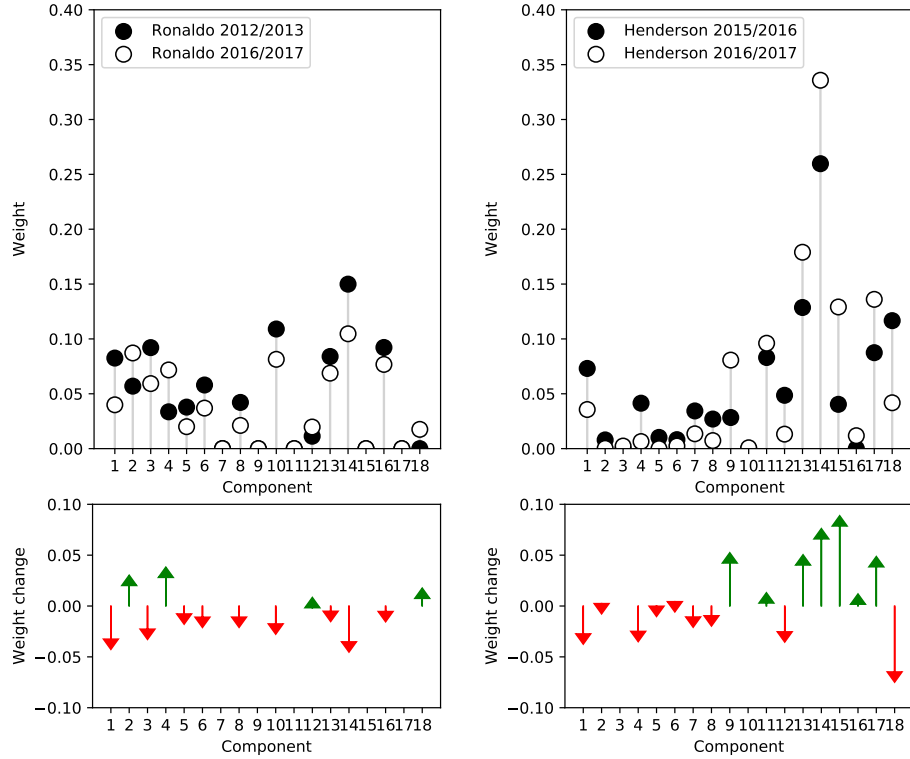 0.40
0.35
0.30
0.25
0.20
0.15
0.10
0.05
0.00
Weight
Ronaldo 2012/2013
Ronaldo 2016/2017
1 2 3 4 5 6 7 8 9 10 11 12 13 14 15 16 17 18
Component
0.40
0.35
0.30
0.25
0.20
0.15
0.10
0.05
0.00
Weight
Henderson 2015/2016
Henderson 2016/2017
1 2 3 4 5 6 7 8 9 10 11 12 13 14 15 16 17 18
Component
0.10
0.05
0.00
−0.05
−0.10
Weight change
1 2 3 4 5 6 7 8 9 10 11 12 13 14 15 16 17 18
Component
0.10
0.05
0.00
−0.05
−0.10
Weight change
1 2 3 4 5 6 7 8 9 10 11 12 13 14 15 16 17 18
Component